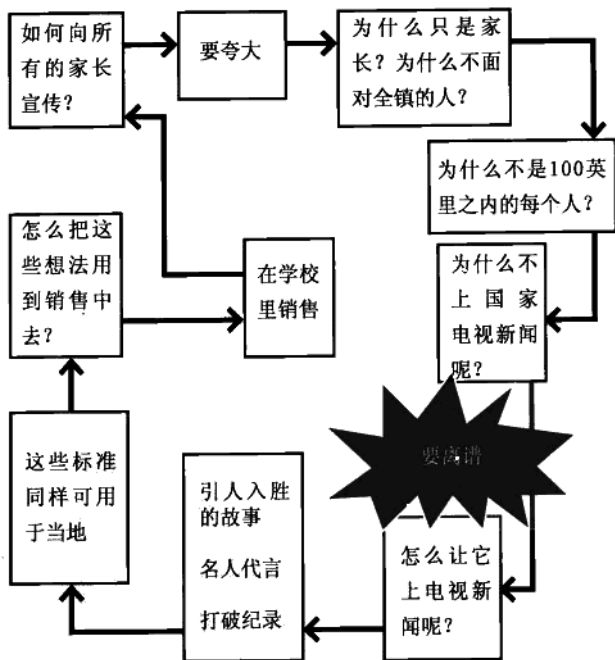 如何向所
有的家长
宣传？
要夸大
为什么只是家
长？为什么不面
对全镇的人？
为什么不是100英
里之内的每个人？
为什么不
上国家
电视新闻
呢？
要离谱
怎么让它
上电视新
闻呢？
引人入胜
的故事
名人代言
打破纪录
这些标准
同样可用
于当地
怎么把这
些想法用
到销售中
去？
在学校
里销售